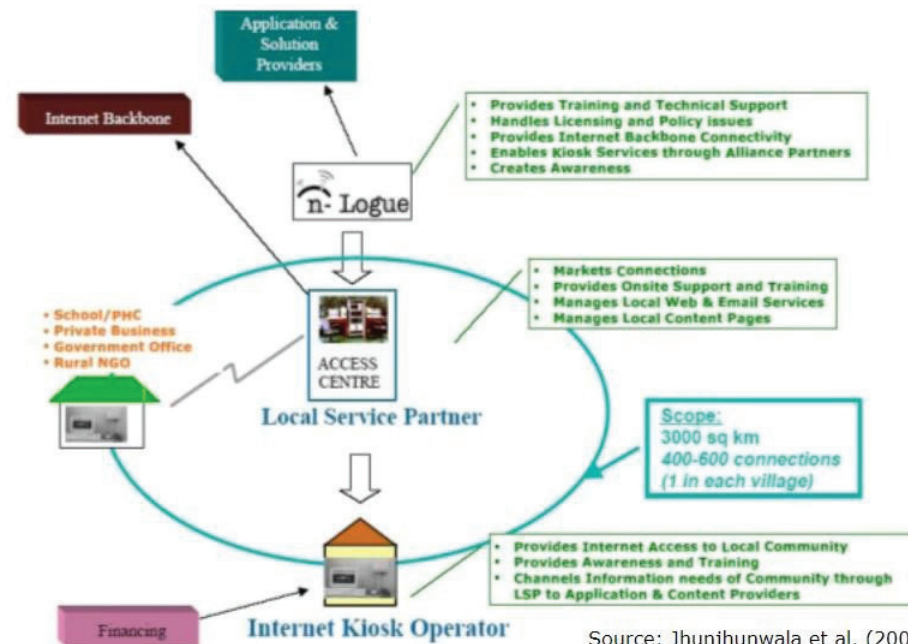 Application &
Solution
Providers
Internet Backbone
• Provides Training and Technical Support
• Handles Licensing and Policy issues
• Provides Internet Backbone Connectivity
• Enables Kiosk Services through Alliance Partners
• Creates Awareness
n- Logue
• Markets Connections
• Provides Onsite Support and Training
• Manages Local Web & Email Services
• Manages Local Content Pages
• School/PHC
• Private Business
• Government Office
• Rural NGO
ACCESS
CENTRE
Local Service Partner
Scope:
3000 sq km
400-600 connections
(1 in each village)
• Provides Internet Access to Local Community
• Provides Awareness and Training
• Channels Information needs of Community through
LSP to Application & Content Providers
Financing
Internet Kiosk Operator
Source: Jhunjhunwala et al. (200